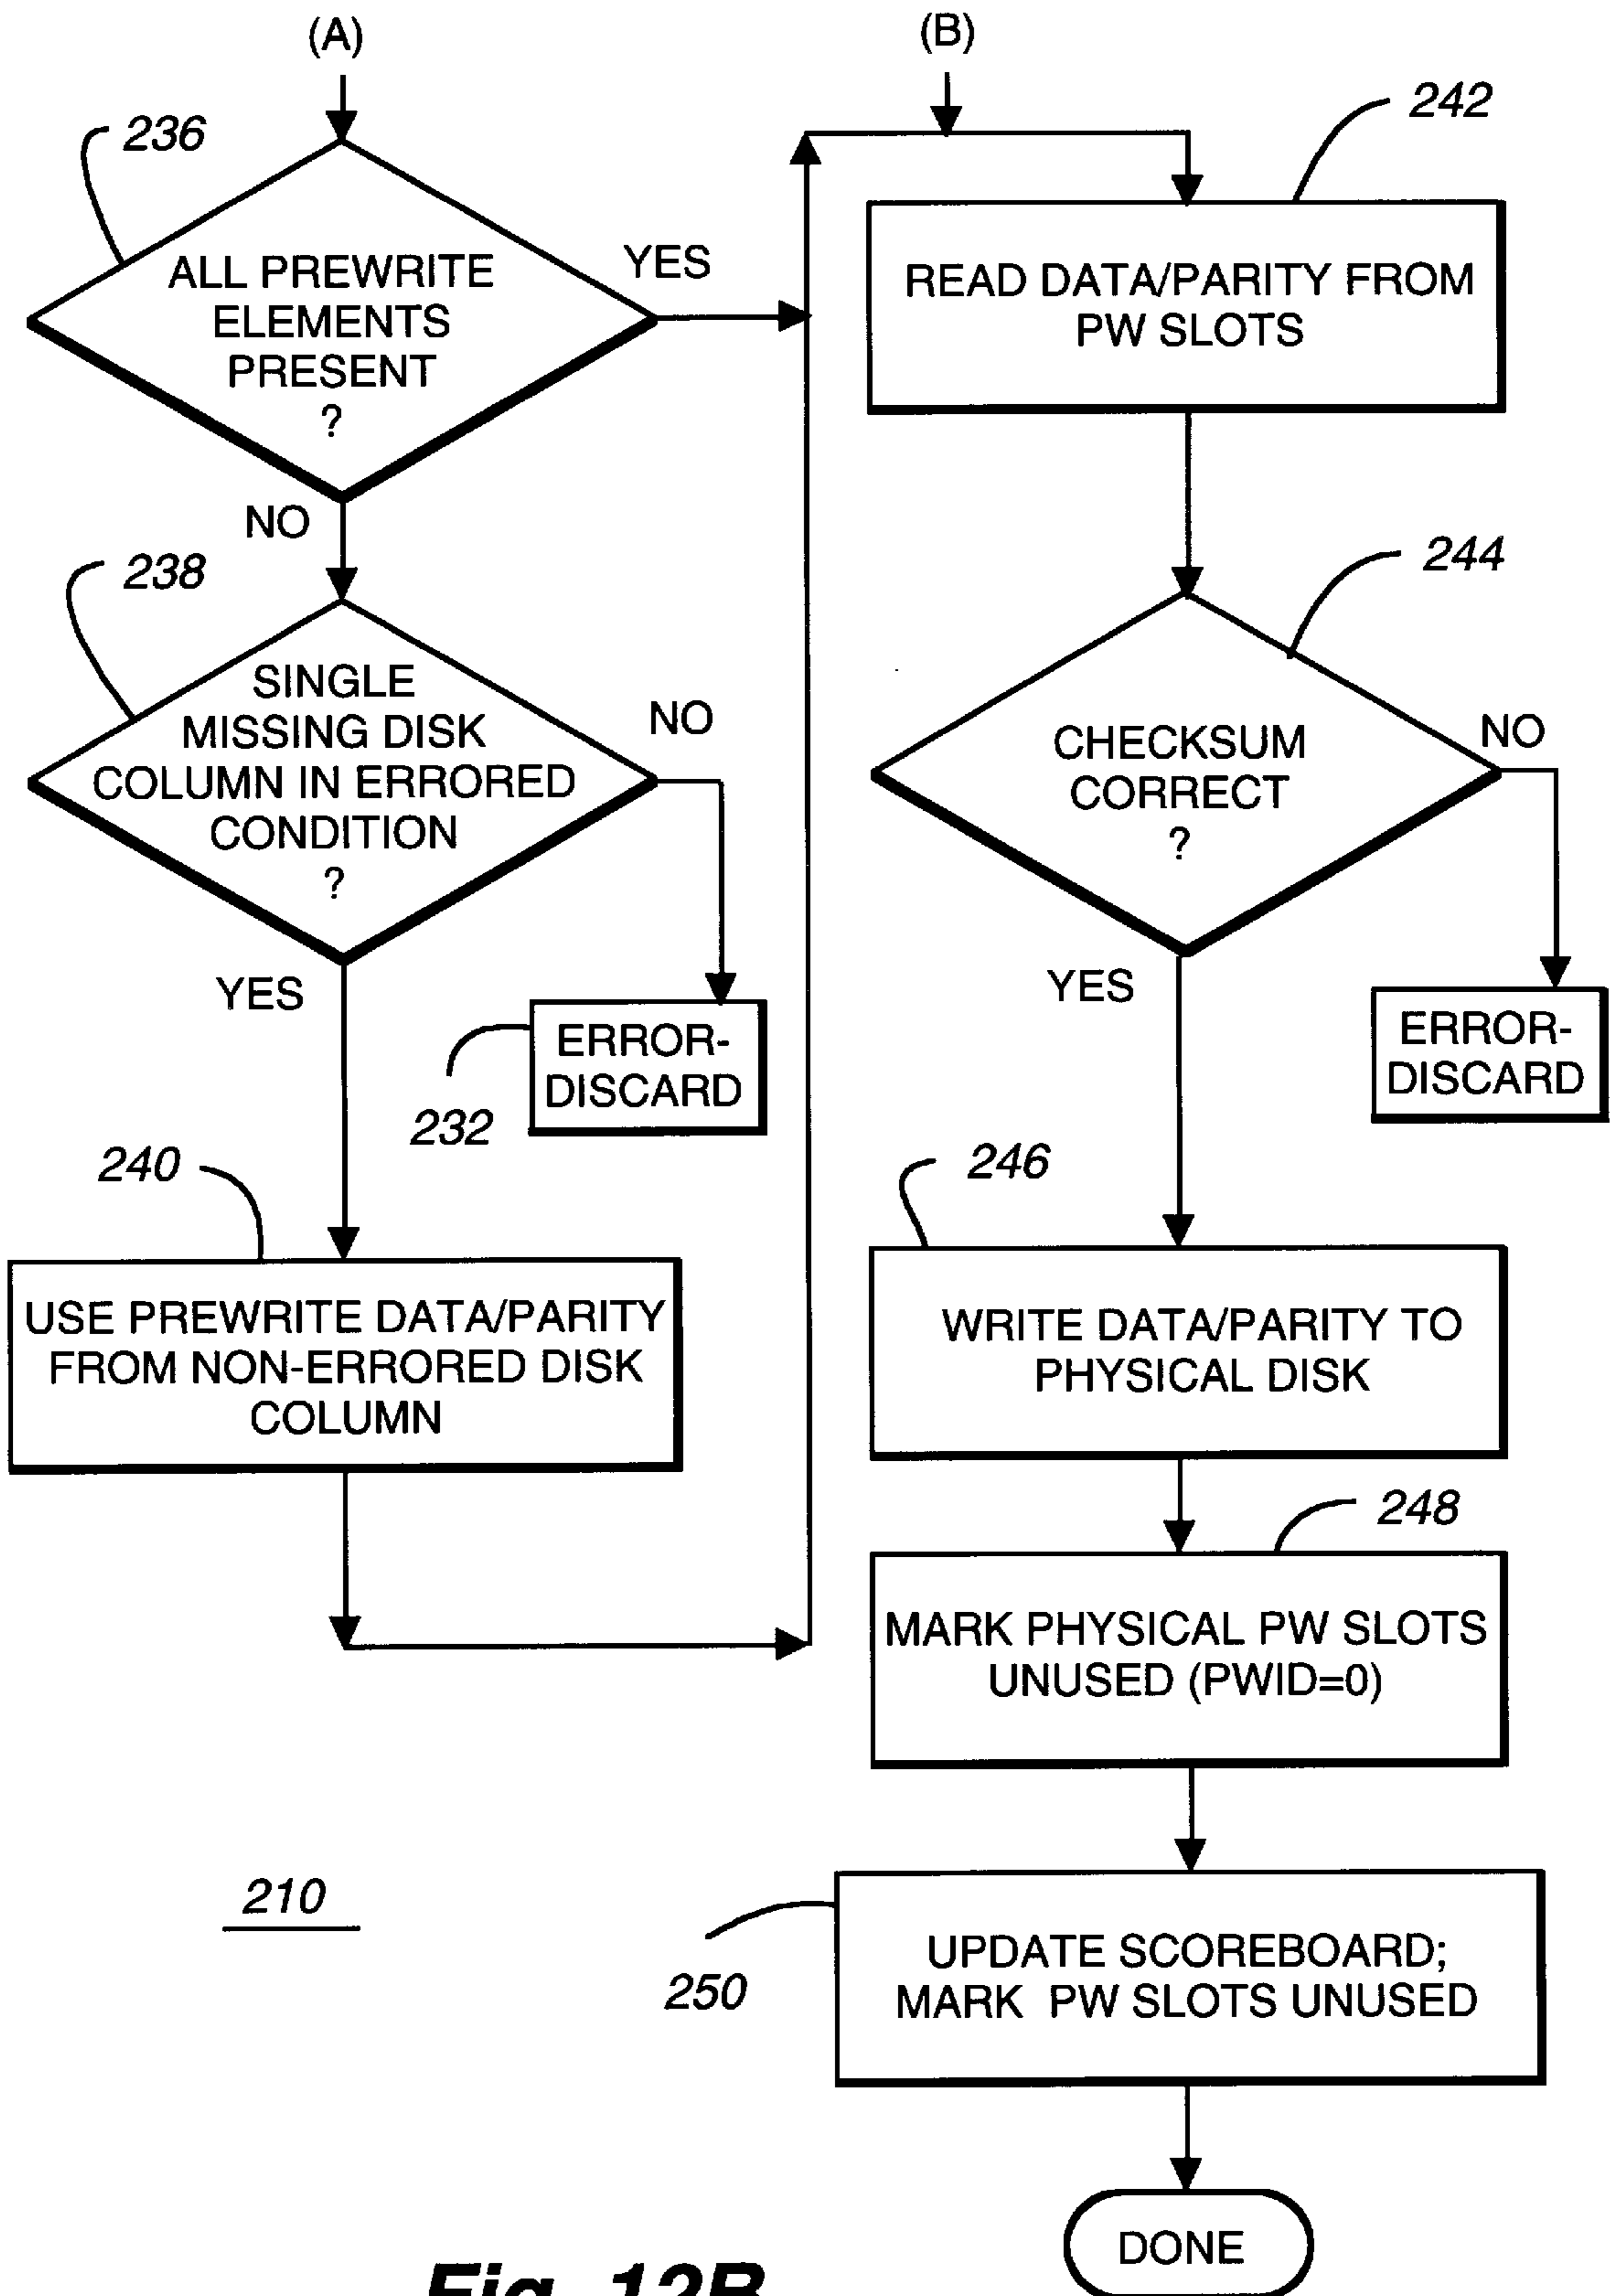 (A)
236
ALL PREWRITE
ELEMENTS
PRESENT
?
YES
NO
238
SINGLE
MISSING DISK
COLUMN IN ERRORED
CONDITION
?
NO
YES
ERROR-
DISCARD
232
240
USE PREWRITE DATA/PARITY
FROM NON-ERRORED DISK
COLUMN
(B)
242
READ DATA/PARITY FROM
PW SLOTS
244
CHECKSUM
CORRECT
?
NO
YES
ERROR-
DISCARD
246
WRITE DATA/PARITY TO
PHYSICAL DISK
248
MARK PHYSICAL PW SLOTS
UNUSED (PWID=0)
210
250
UPDATE SCOREBOARD;
MARK PW SLOTS UNUSED
DONE
Fig. 12B